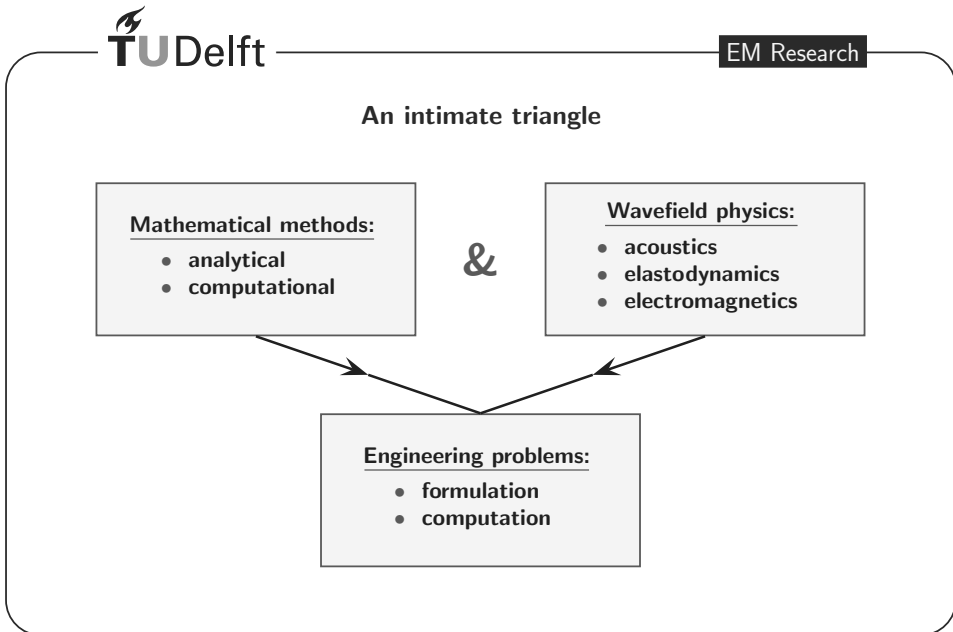 TUDelft
EM Research
An intimate triangle
Mathematical methods:
• analytical
• computational
&
Wavefield physics:
• acoustics
• elastodynamics
• electromagnetics
Engineering problems:
• formulation
• computation